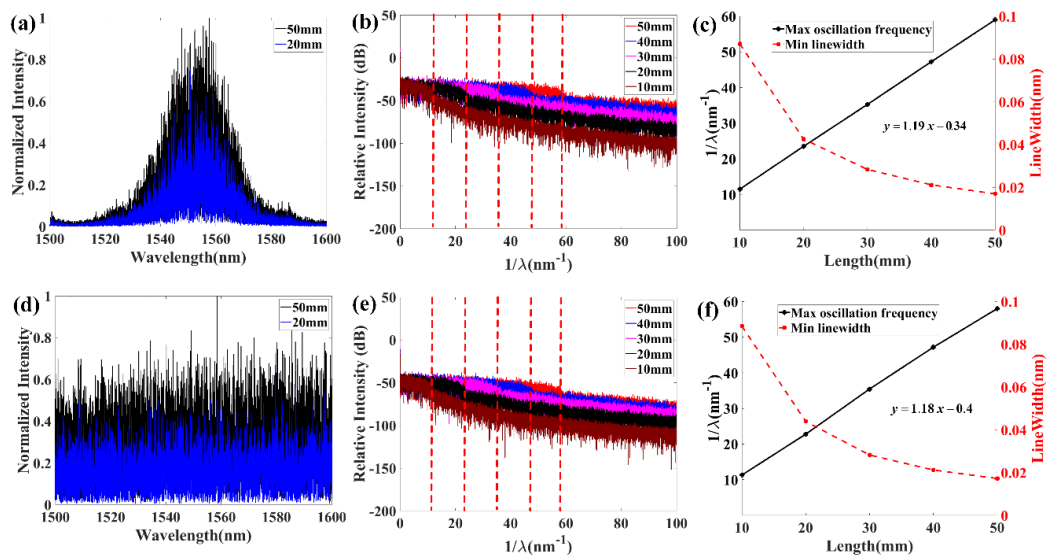 (a)
50mm
20mm
Normalized Intensity
1
0.8
0.6
0.4
0.2
0
1500
1520
1540
1560
1580
1600
Wavelength(nm)
(b)
50mm
40mm
30mm
20mm
10mm
Relative Intensity (dB)
50
0
-50
-100
-150
-200
0
20
40
60
80
100
1/λ(nm⁻¹)
(c)
Max oscillation frequency
Min linewidth
y = 1.19 x − 0.34
1/λ(nm⁻¹)
60
50
40
30
20
10
LineWidth(nm)
0.1
0.08
0.06
0.04
0.02
0
10
20
30
40
50
Length(mm)
(d)
50mm
20mm
Normalized Intensity
1
0.8
0.6
0.4
0.2
0
1500
1520
1540
1560
1580
1600
Wavelength(nm)
(e)
50mm
40mm
30mm
20mm
10mm
Relative Intensity (dB)
50
0
-50
-100
-150
-200
0
20
40
60
80
100
1/λ(nm⁻¹)
(f)
Max oscillation frequency
Min linewidth
y = 1.18 x − 0.4
1/λ(nm⁻¹)
60
50
40
30
20
10
LineWidth(nm)
0.1
0.08
0.06
0.04
0.02
0
10
20
30
40
50
Length(mm)